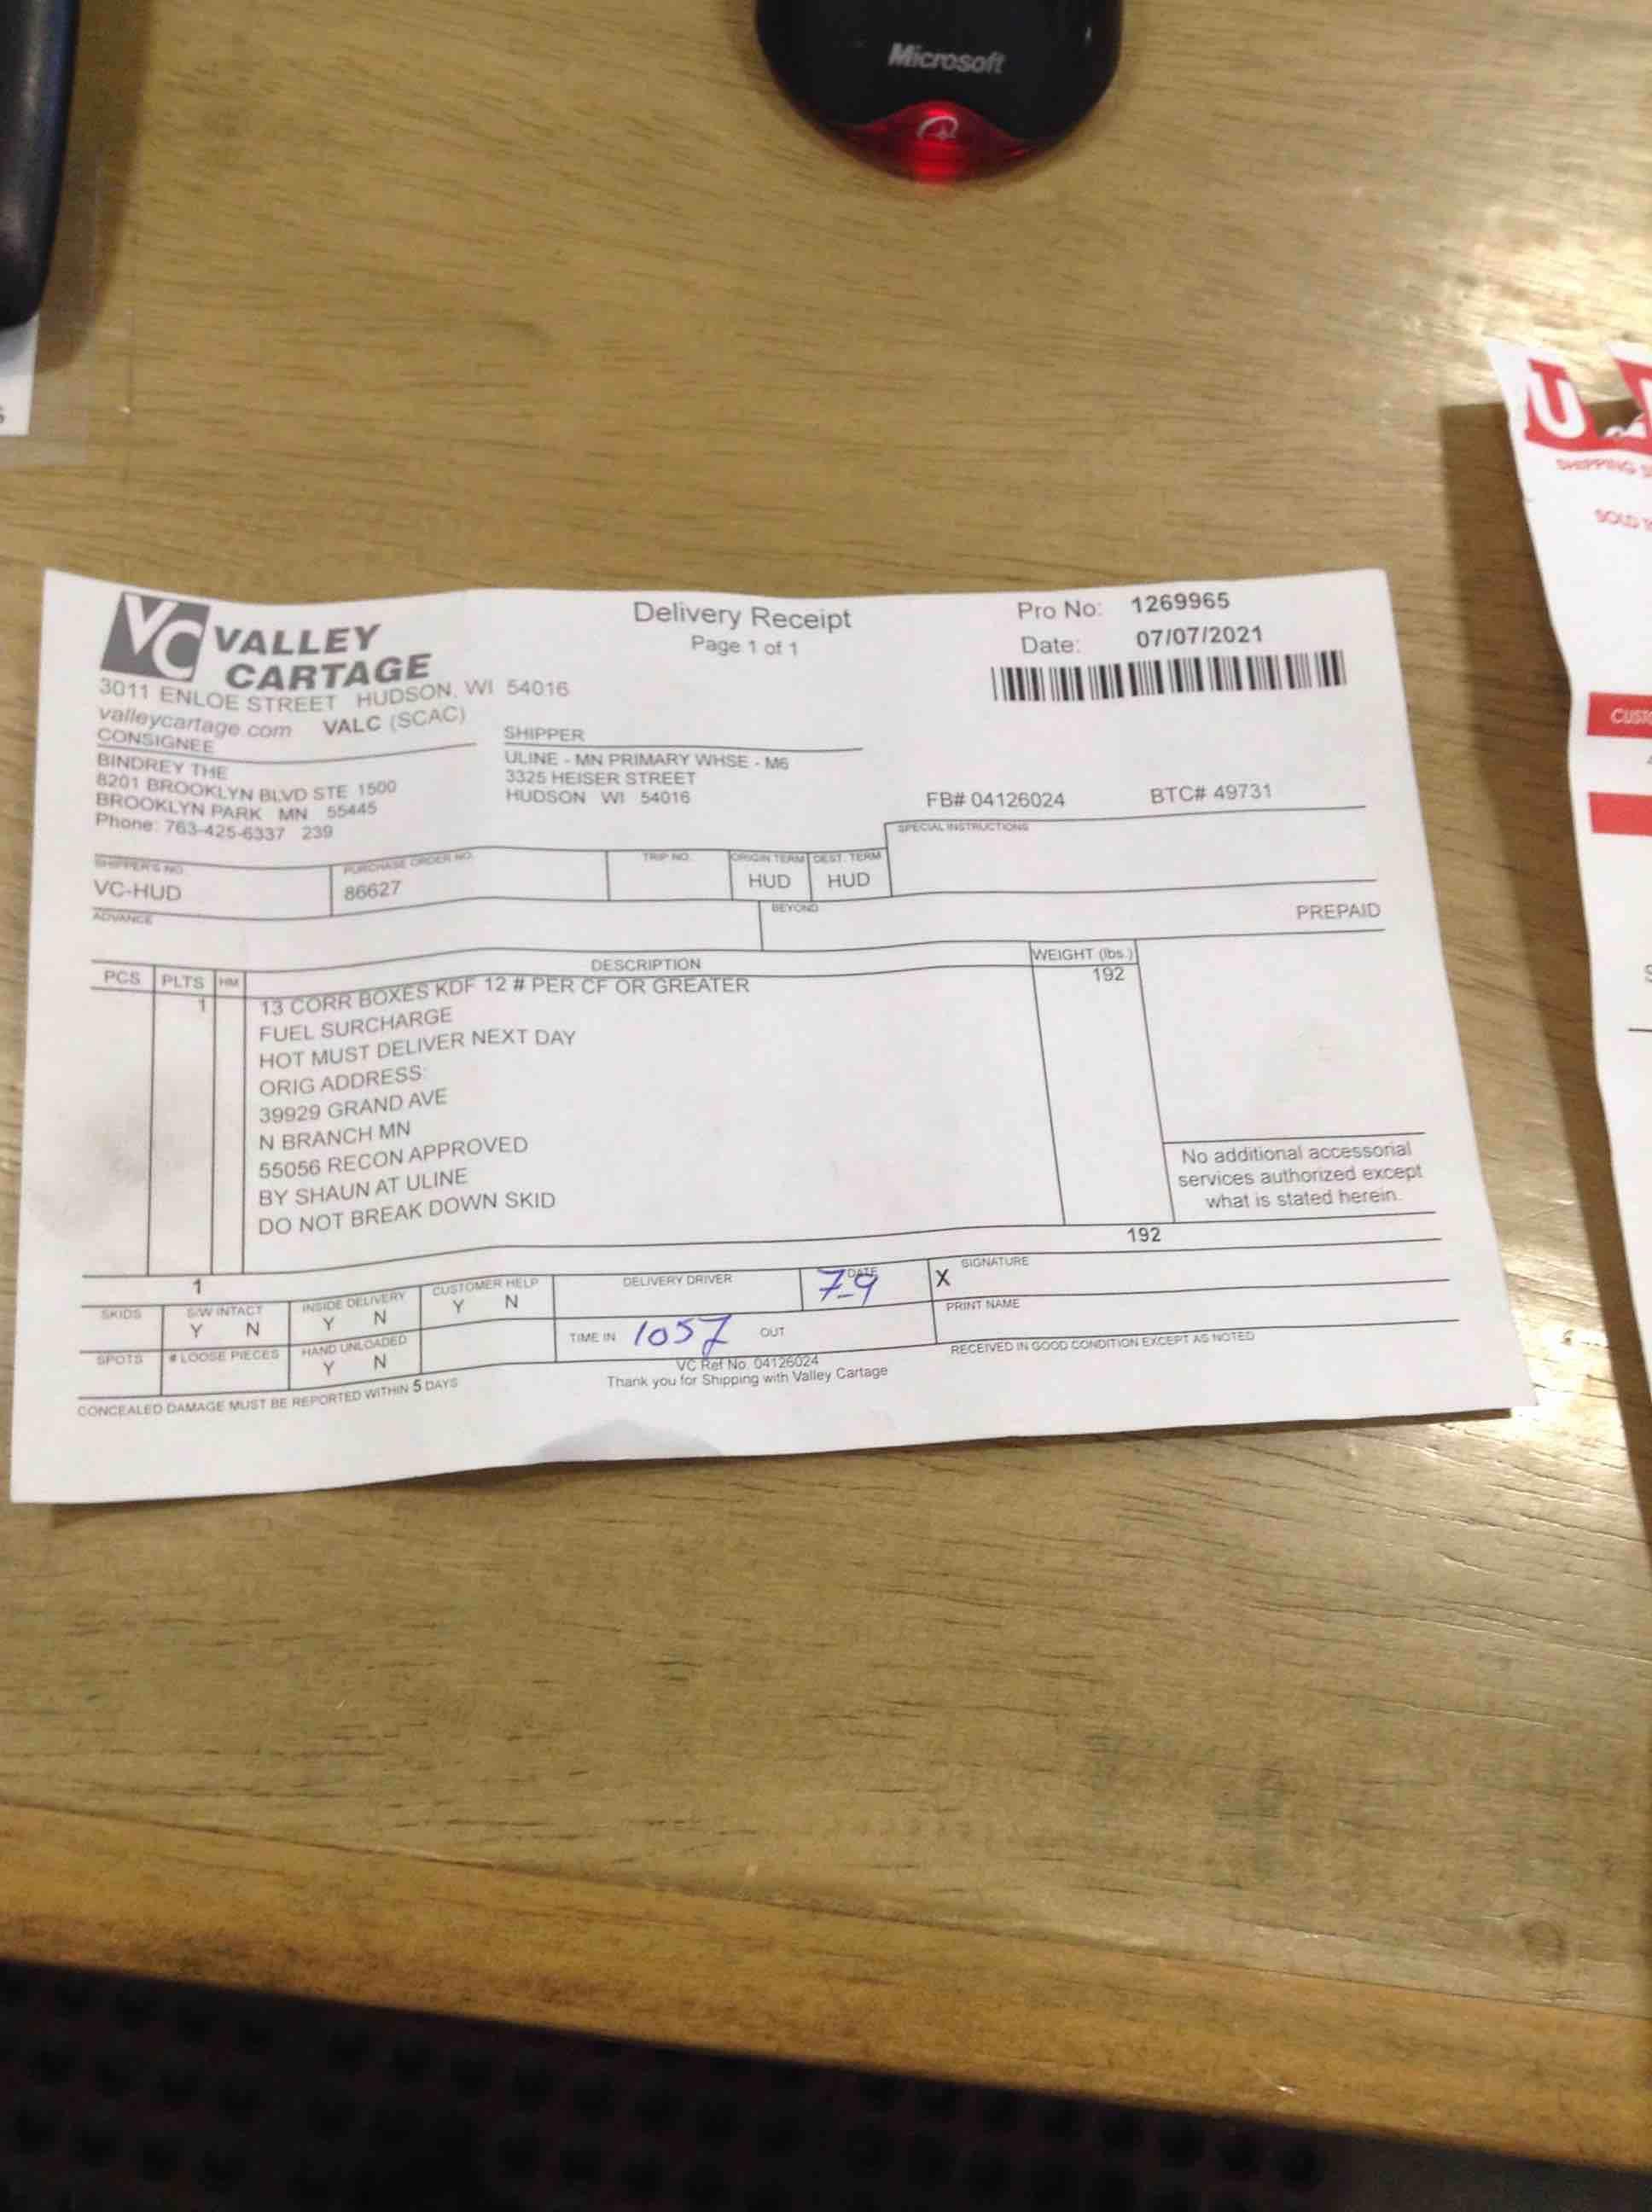 Microsoft
U
SHIPPING
SOLD
VC VALLEY CARTAGE
3011 ENLOE STREET HUDSON, WI 54016
valleycartage.com VALC (SCAC)
Delivery Receipt
Page 1 of 1
Pro No: 1269965
Date: 07/07/2021
CONSIGNEE
BINDREY THE
8201 BROOKLYN BLVD STE 1500
BROOKLYN PARK MN 55445
Phone: 763-425-6337 239
SHIPPER
ULINE - MN PRIMARY WHSE - M6
3325 HEISER STREET
HUDSON WI 54016
FB# 04126024 BTC# 49731
SPECIAL INSTRUCTIONS
SHIPPER'S NO. PURCHASE ORDER NO. TRIP NO. ORIGIN TERM DEST. TERM
VC-HUD 86627 HUD HUD
ADVANCE BEYOND PREPAID
PCS PLTS HM DESCRIPTION WEIGHT (lbs.)
1 13 CORR BOXES KDF 12 # PER CF OR GREATER 192
FUEL SURCHARGE
HOT MUST DELIVER NEXT DAY
ORIG ADDRESS:
39929 GRAND AVE
N BRANCH MN
55056 RECON APPROVED
BY SHAUN AT ULINE
DO NOT BREAK DOWN SKID
No additional accessorial
services authorized except
what is stated herein.
1 192
SKIDS S/W INTACT INSIDE DELIVERY CUSTOMER HELP DELIVERY DRIVER DATE 7-9 X SIGNATURE
Y N Y N Y N
PRINT NAME
SPOTS # LOOSE PIECES HAND UNLOADED TIME IN 1057 OUT
Y N
RECEIVED IN GOOD CONDITION EXCEPT AS NOTED
VC Ref No. 04126024
Thank you for Shipping with Valley Cartage
CONCEALED DAMAGE MUST BE REPORTED WITHIN 5 DAYS